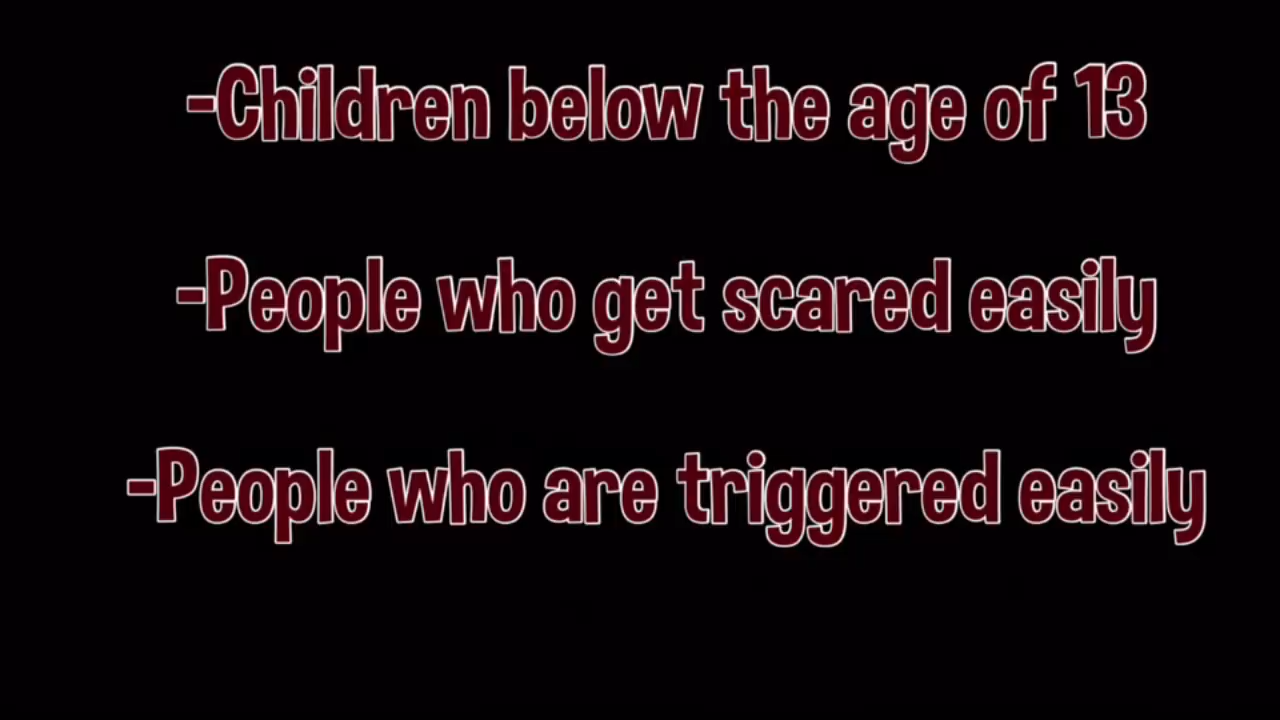 -Children below the age of 13
-People who get scared easily
-People who are triggered easily